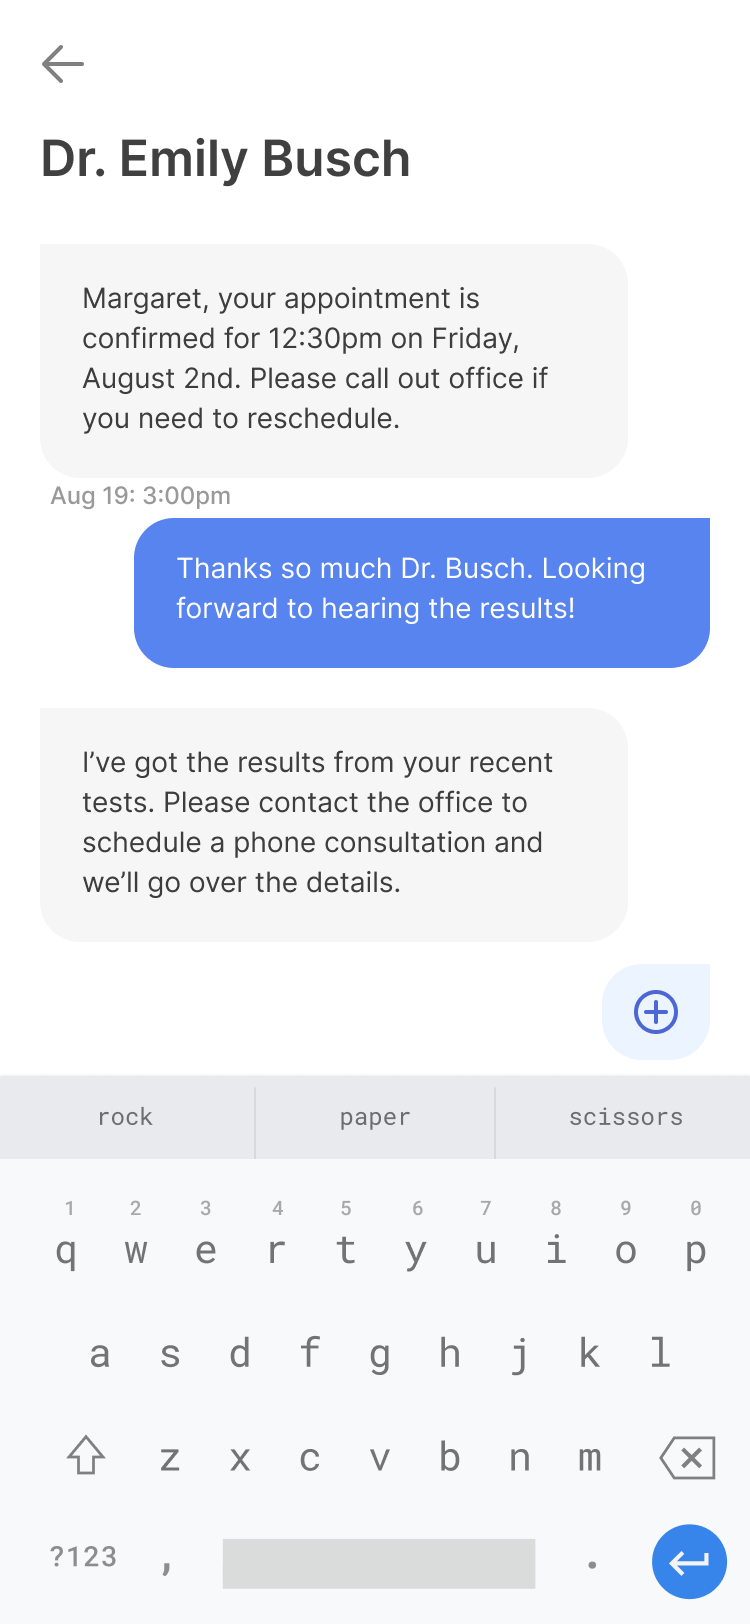 Dr. Emily Busch
Margaret, your appointment is
confirmed for 12:30pm on Friday,
August 2nd. Please call out office if
you need to reschedule.
Aug 19: 3:00pm
Thanks so much Dr. Busch. Looking
forward to hearing the results!
I’ve got the results from your recent
tests. Please contact the office to
schedule a phone consultation and
we’ll go over the details.
rock paper scissors
1 2 3 4 5 6 7 8 9 0
q w e r t y u i o p
a s d f g h j k l
z x c v b n m
?123 , .